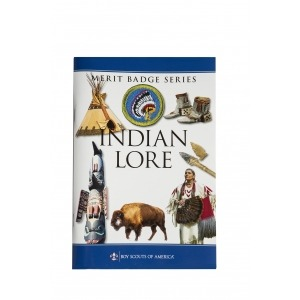 MERIT BADGE SERIES
INDIAN
LORE
BOY SCOUTS OF AMERICA